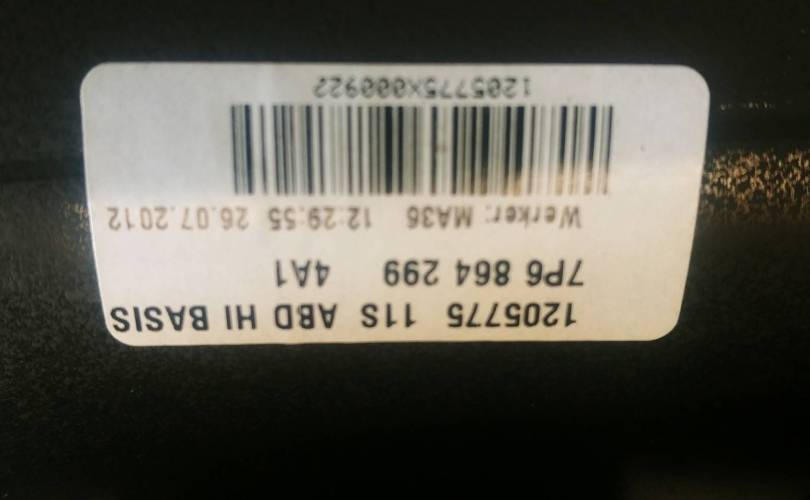 1205775 11S ABD HI BASIS
7P6 864 299 4A1
Werker: MA36 12:29:55 26.07.2012
1205775X000922